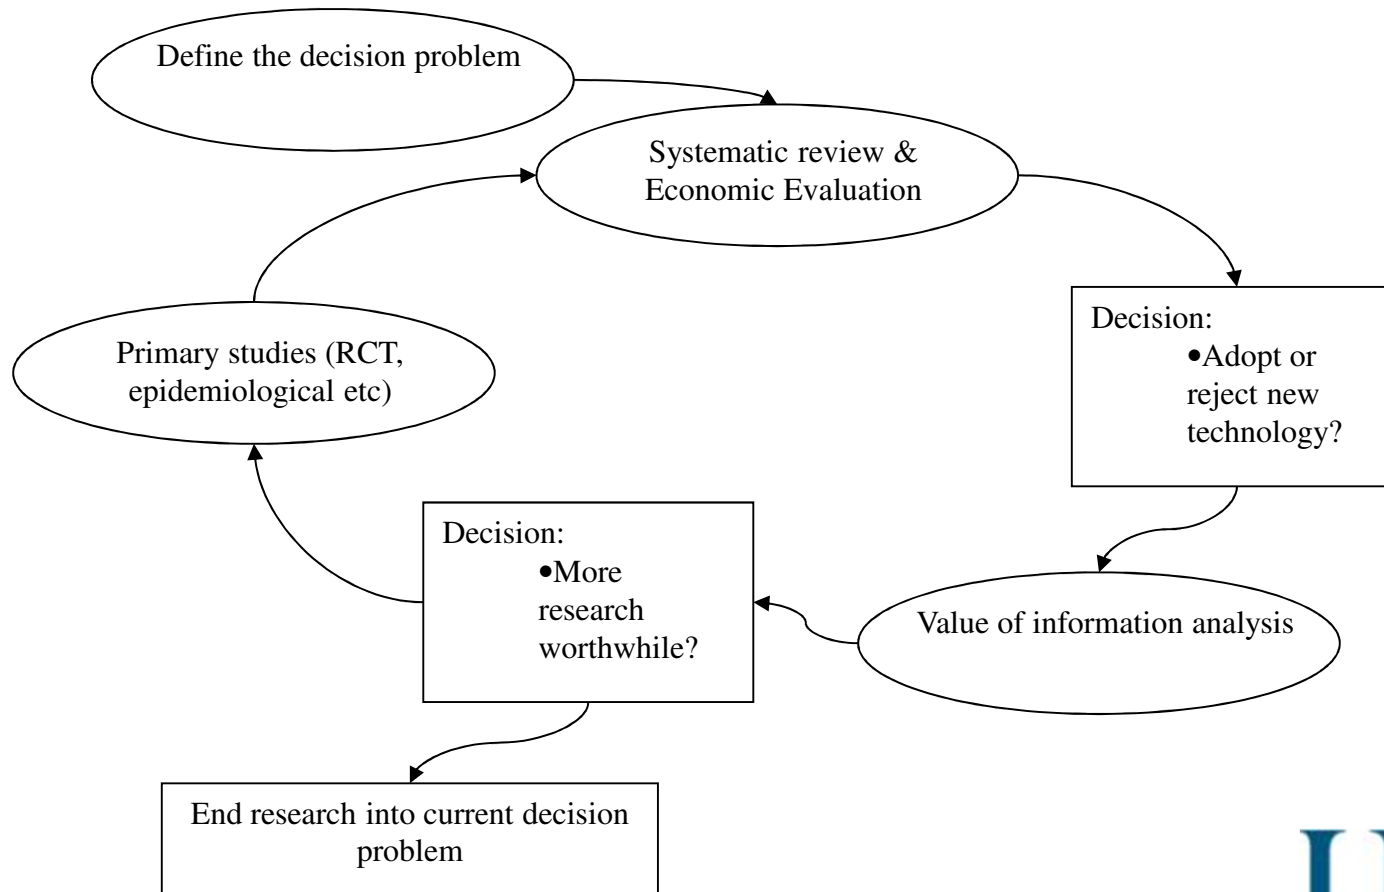 Define the decision problem
Systematic review &
Economic Evaluation
Primary studies (RCT,
epidemiological etc)
Decision:
•Adopt or
reject new
technology?
Decision:
•More
research
worthwhile?
Value of information analysis
End research into current decision
problem